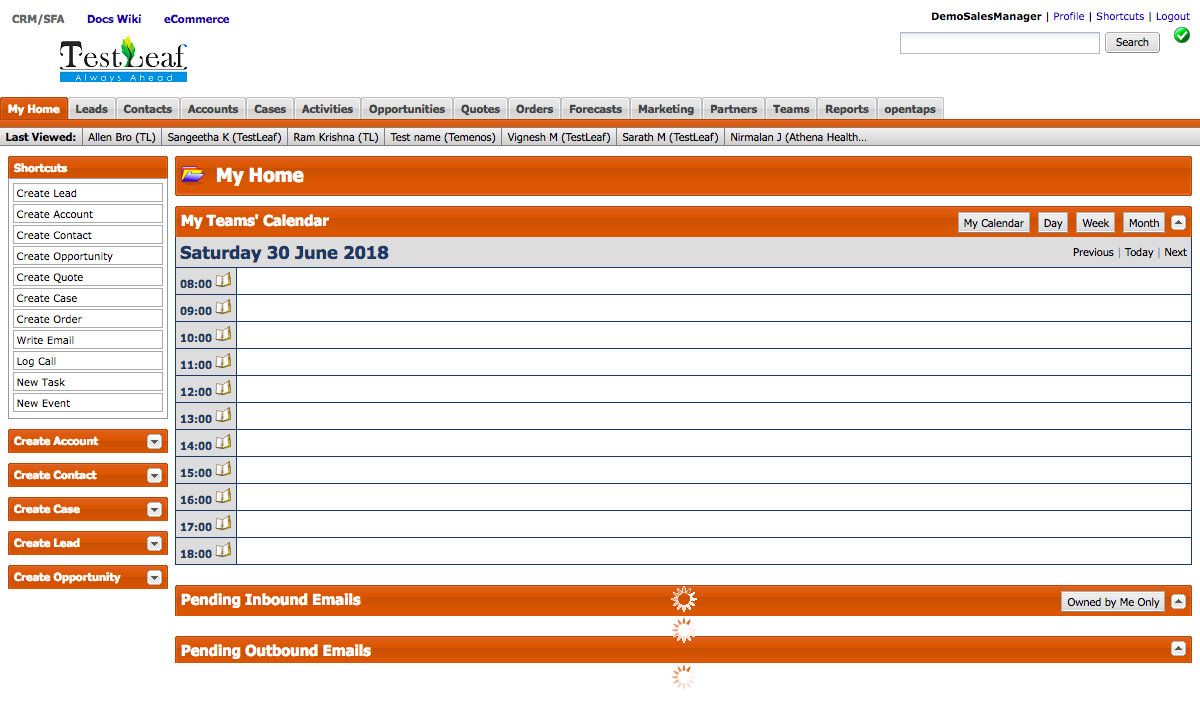 CRM/SFA Docs Wiki eCommerce
DemoSalesManager | Profile | Shortcuts | Logout
TestLeaf
Always Ahead
Search
My Home Leads Contacts Accounts Cases Activities Opportunities Quotes Orders Forecasts Marketing Partners Teams Reports opentaps
Last Viewed: Allen Bro (TL) Sangeetha K (TestLeaf) Ram Krishna (TL) Test name (Temenos) Vignesh M (TestLeaf) Sarath M (TestLeaf) Nirmalan J (Athena Health...
Shortcuts
Create Lead
Create Account
Create Contact
Create Opportunity
Create Quote
Create Case
Create Order
Write Email
Log Call
New Task
New Event
Create Account
Create Contact
Create Case
Create Lead
Create Opportunity
My Home
My Teams' Calendar
My Calendar Day Week Month
Saturday 30 June 2018
Previous | Today | Next
08:00
09:00
10:00
11:00
12:00
13:00
14:00
15:00
16:00
17:00
18:00
Pending Inbound Emails
Owned by Me Only
Pending Outbound Emails